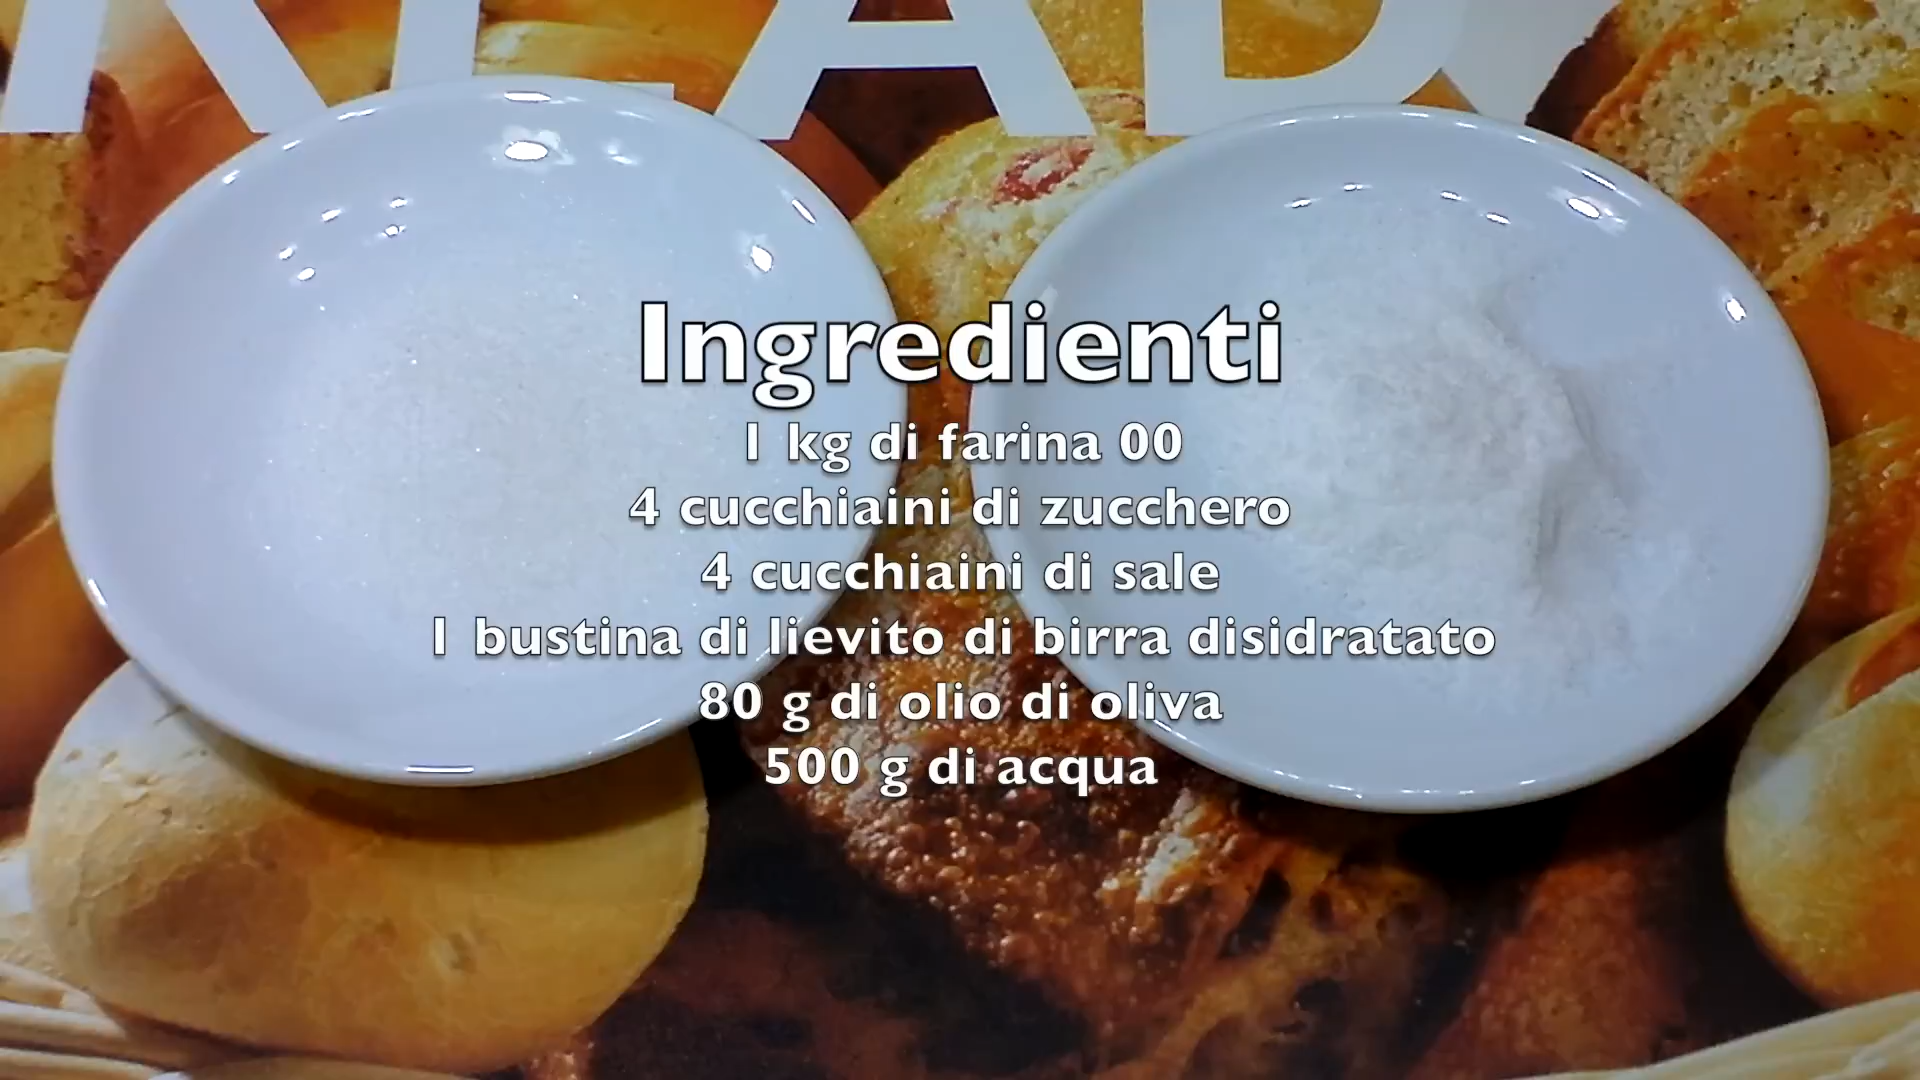 READ
Ingredienti
1 kg di farina 00
4 cucchiaini di zucchero
4 cucchiaini di sale
1 bustina di lievito di birra disidratato
80 g di olio di oliva
500 g di acqua